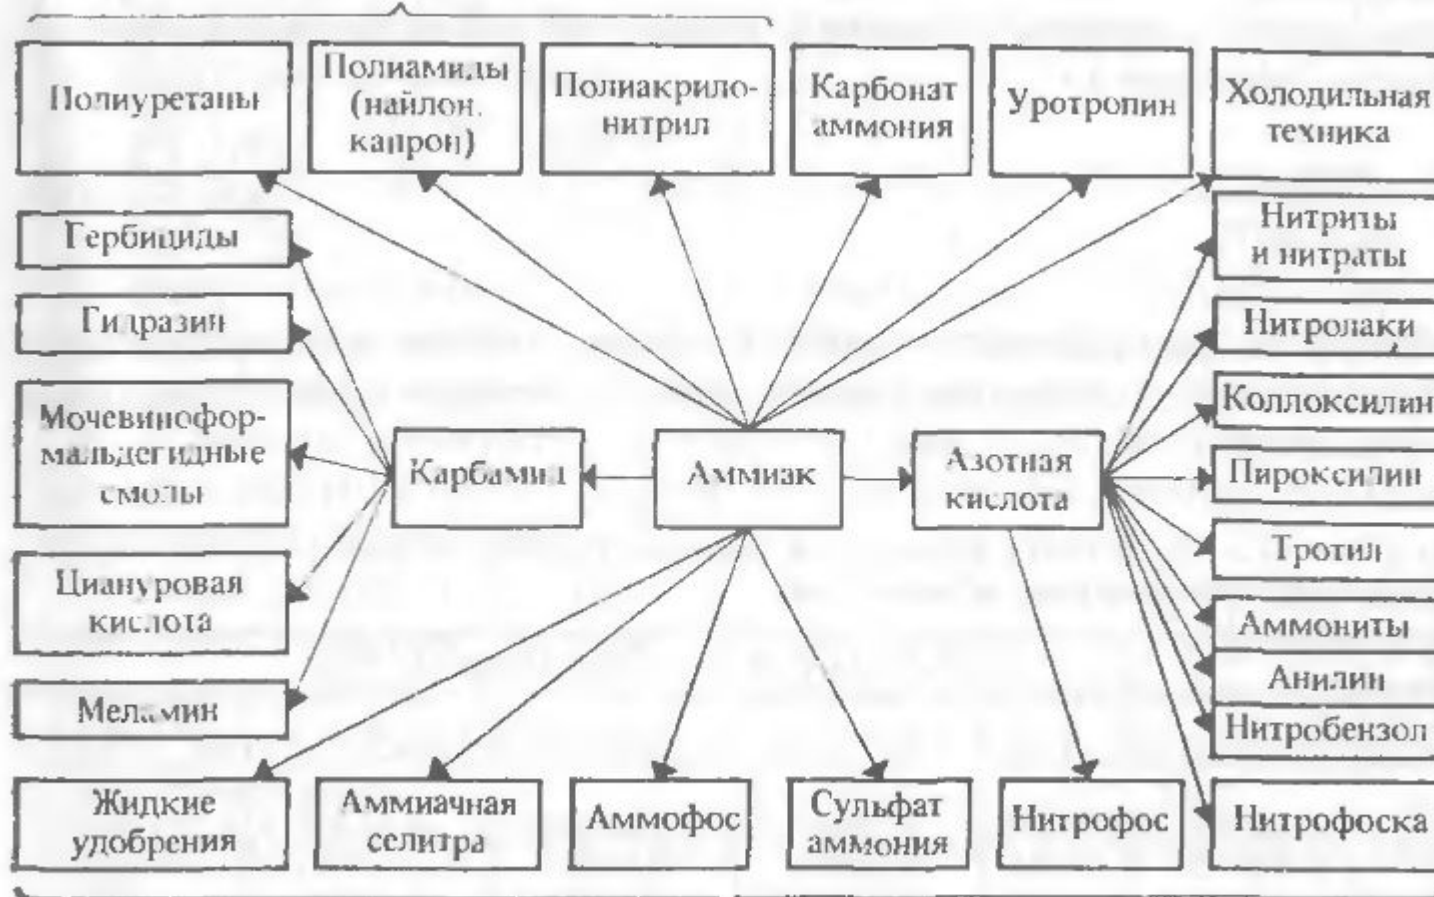 Полиуретаны
Полиамиды
(найлон,
капрон)
Полиакрило-
нитрил
Карбонат
аммония
Уротропин
Холодильная
техника
Гербициды
Гидразин
Мочевинофор-
мальдегидные
смолы
Циануровая
кислота
Меламин
Карбамид
Аммиак
Азотная
кислота
Нитриты
и нитраты
Нитролаки
Коллоксилин
Пироксилин
Тротил
Аммониты
Анилин
Нитробензол
Жидкие
удобрения
Аммиачная
селитра
Аммофос
Сульфат
аммония
Нитрофос
Нитрофоска